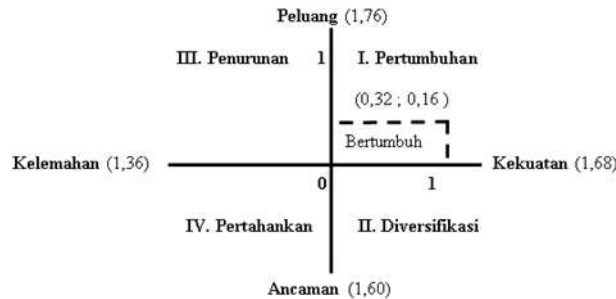 Peluang (1,76)
III. Penurunan
1
I. Pertumbuhan
(0,32 ; 0,16 )
Bertumbuh
Kelemahan (1,36)
Kekuatan (1,68)
0
1
IV. Pertahankan
II. Diversifikasi
Ancaman (1,60)